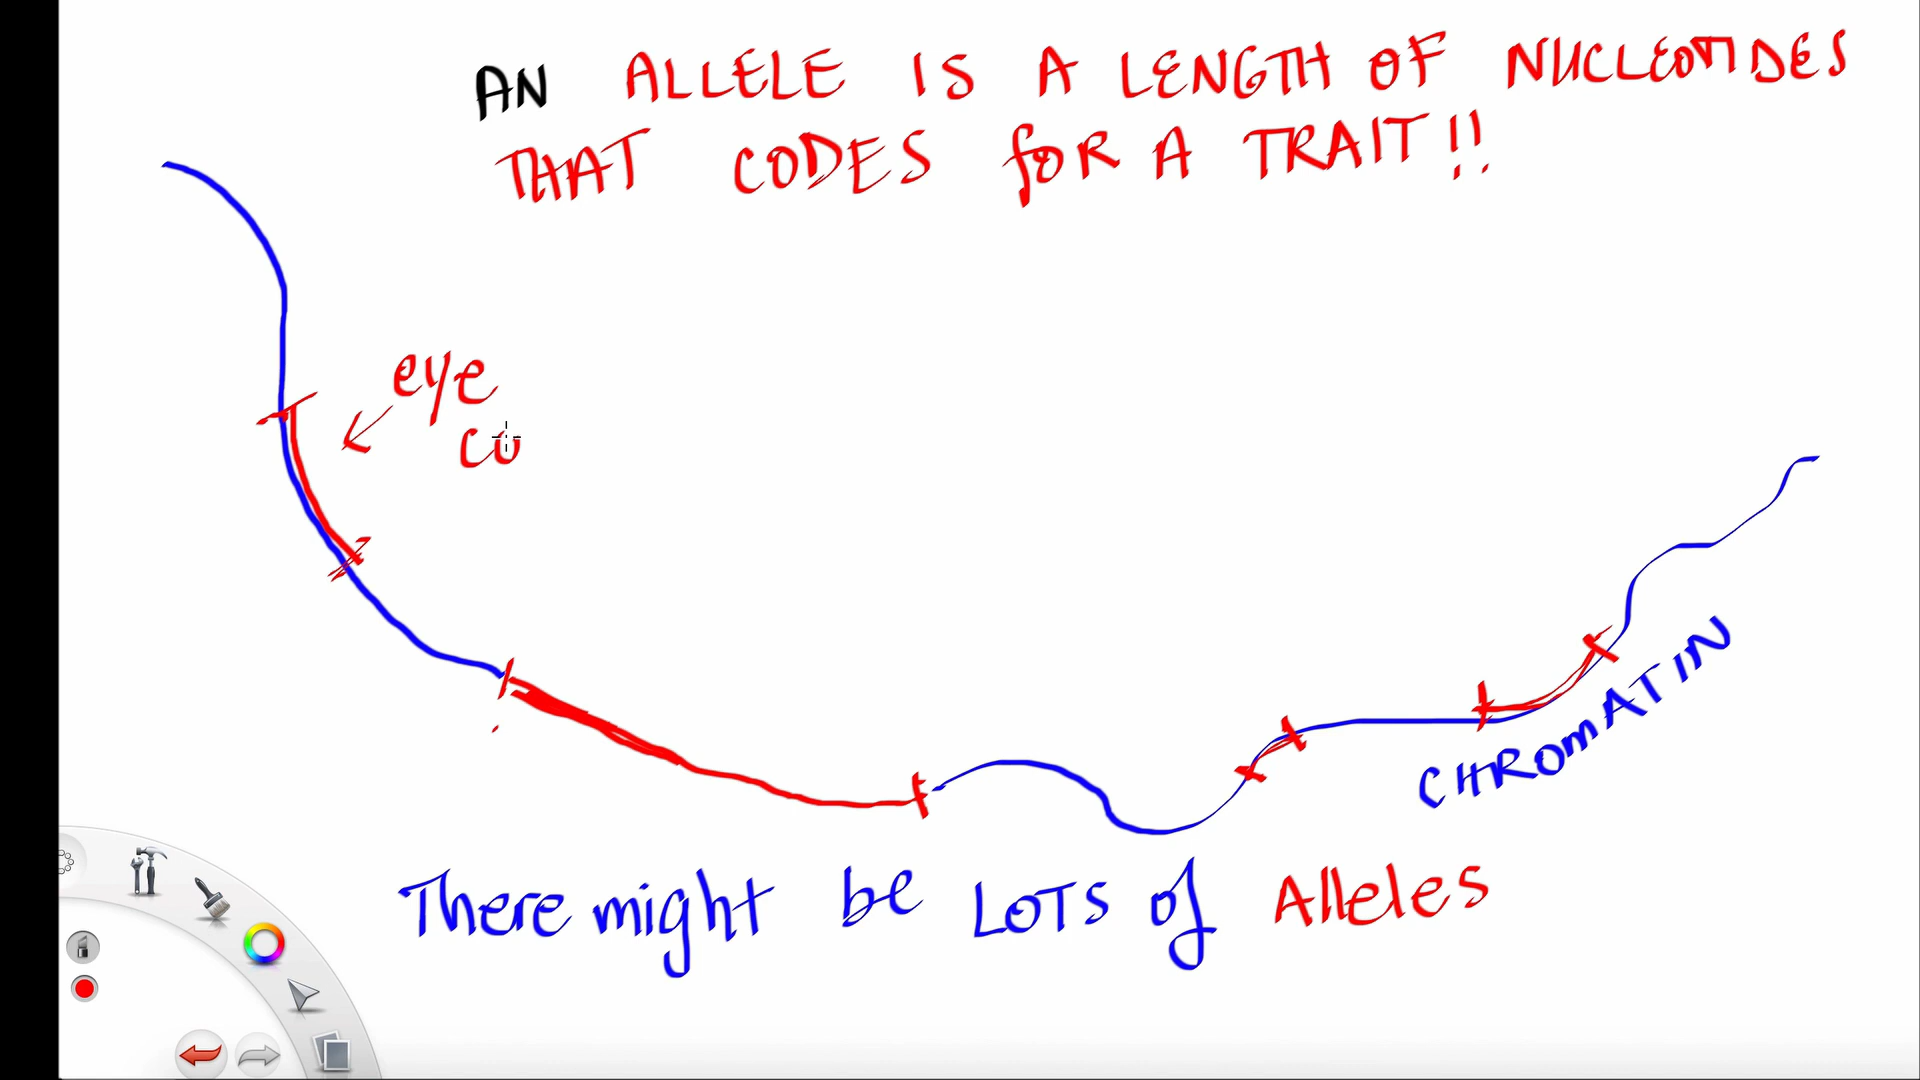 AN ALLELE IS A LENGTH OF NUCLEOTIDES
THAT CODES for A TRAIT!!
eye
Co
CHROMATIN
There might be LOTS of Alleles